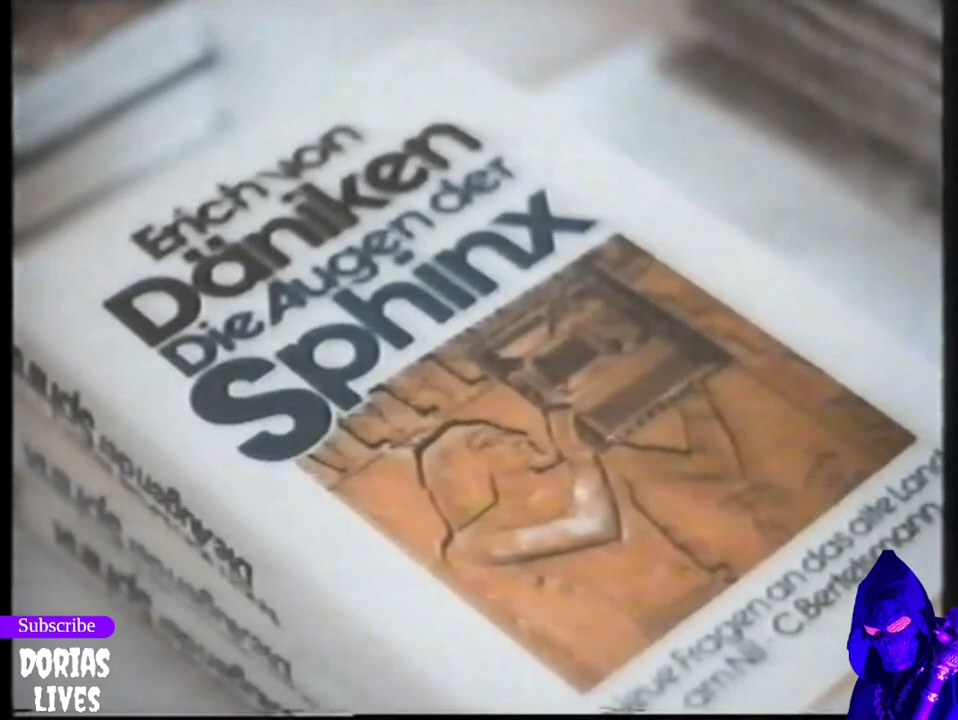 Erich von
Däniken
Die Augen der
Sphinx
Neue Fragen an das alte Land
am Nil · C.Bertelsmann
Subscribe
DORIAS
LIVES